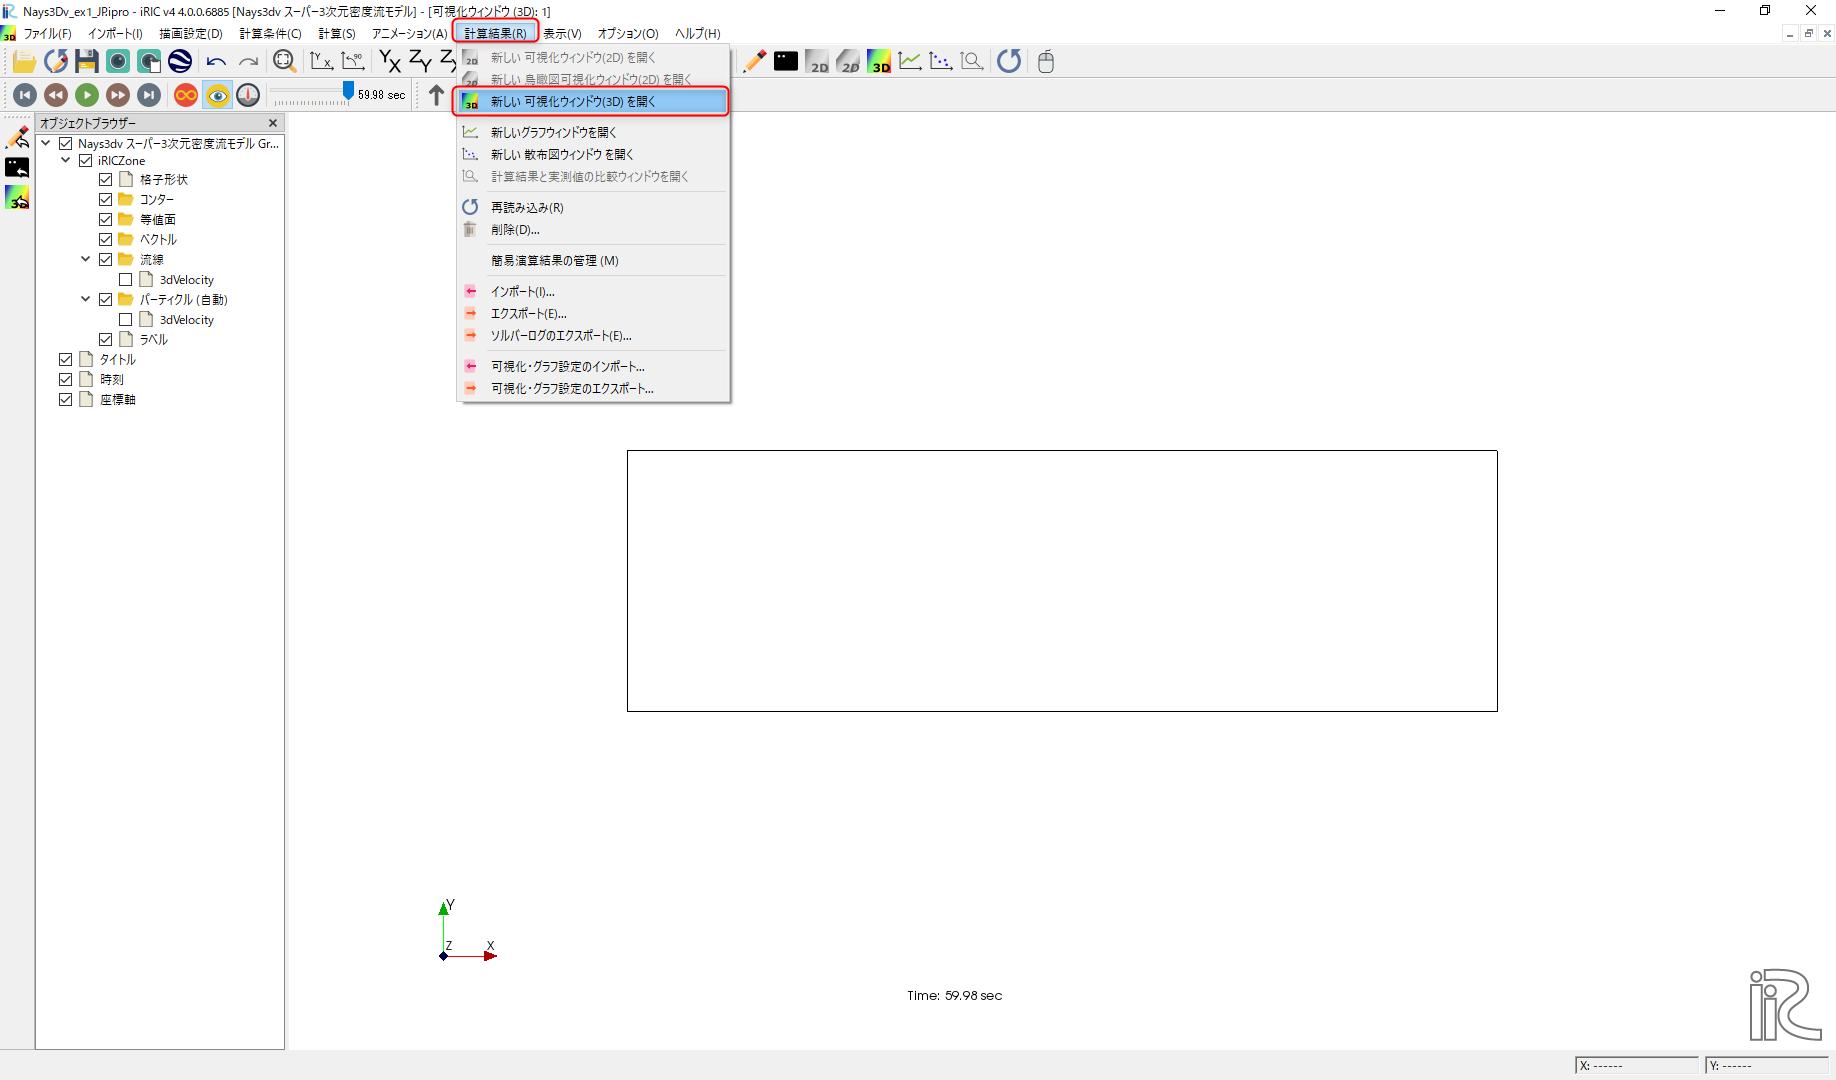 Nays3Dv_ex1_JP.ipro - iRIC v4 4.0.0.6885 [Nays3dv スーパー3次元密度流モデル] - [可視化ウィンドウ (3D): 1]
ファイル(F) インポート(I) 描画設定(D) 計算条件(C) 計算(S) アニメーション(A) 計算結果(R) 表示(V) オプション(O) ヘルプ(H)
59.98 sec
オブジェクトブラウザー
Nays3dv スーパー3次元密度流モデル Gr...
iRICZone
格子形状
コンター
等値面
ベクトル
流線
3dVelocity
パーティクル (自動)
3dVelocity
ラベル
タイトル
時刻
座標軸
新しい 可視化ウィンドウ(2D) を開く
新しい 鳥瞰図可視化ウィンドウ(2D) を開く
新しい 可視化ウィンドウ(3D) を開く
新しいグラフウィンドウを開く
新しい 散布図ウィンドウ を開く
計算結果と実測値の比較ウィンドウを開く
再読み込み(R)
削除(D)...
簡易演算結果の管理 (M)
インポート(I)...
エクスポート(E)...
ソルバーログのエクスポート(E)...
可視化・グラフ設定のインポート...
可視化・グラフ設定のエクスポート...
Y
Z
X
Time: 59.98 sec
iRIC
X: ------
Y: ------